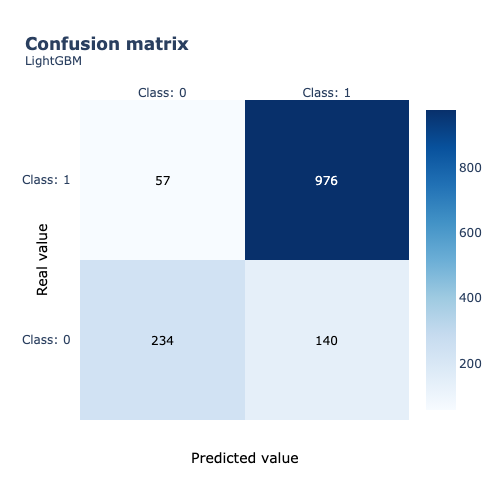 Confusion matrix
LightGBM
Class: 0 Class: 1
Class: 1 57 976 800
Real value 600
400
Class: 0 234 140 200
Predicted value